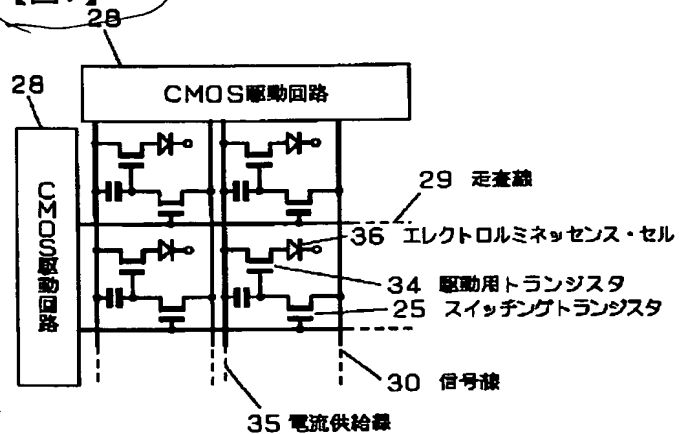 28
CMOS駆動回路
28
CMOS駆動回路
29 走査線
36 エレクトロルミネッセンス・セル
34 駆動用トランジスタ
25 スイッチングトランジスタ
30 信号線
35 電流供給線